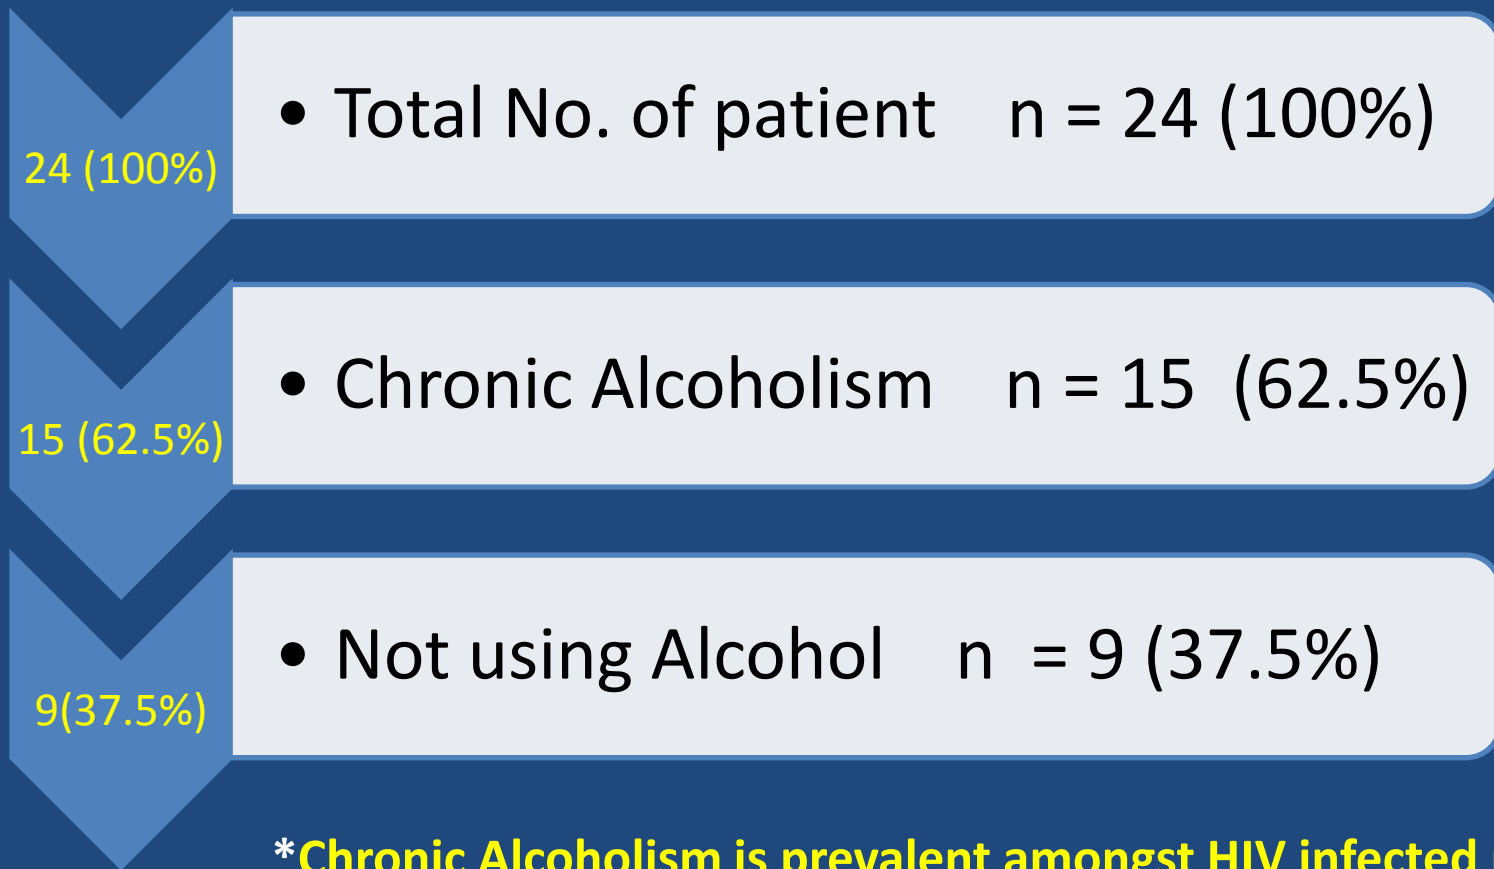 24 (100%)
• Total No. of patient n = 24 (100%)
15 (62.5%)
• Chronic Alcoholism n = 15 (62.5%)
9(37.5%)
• Not using Alcohol n = 9 (37.5%)
*Chronic Alcoholism is prevalent amongst HIV infected